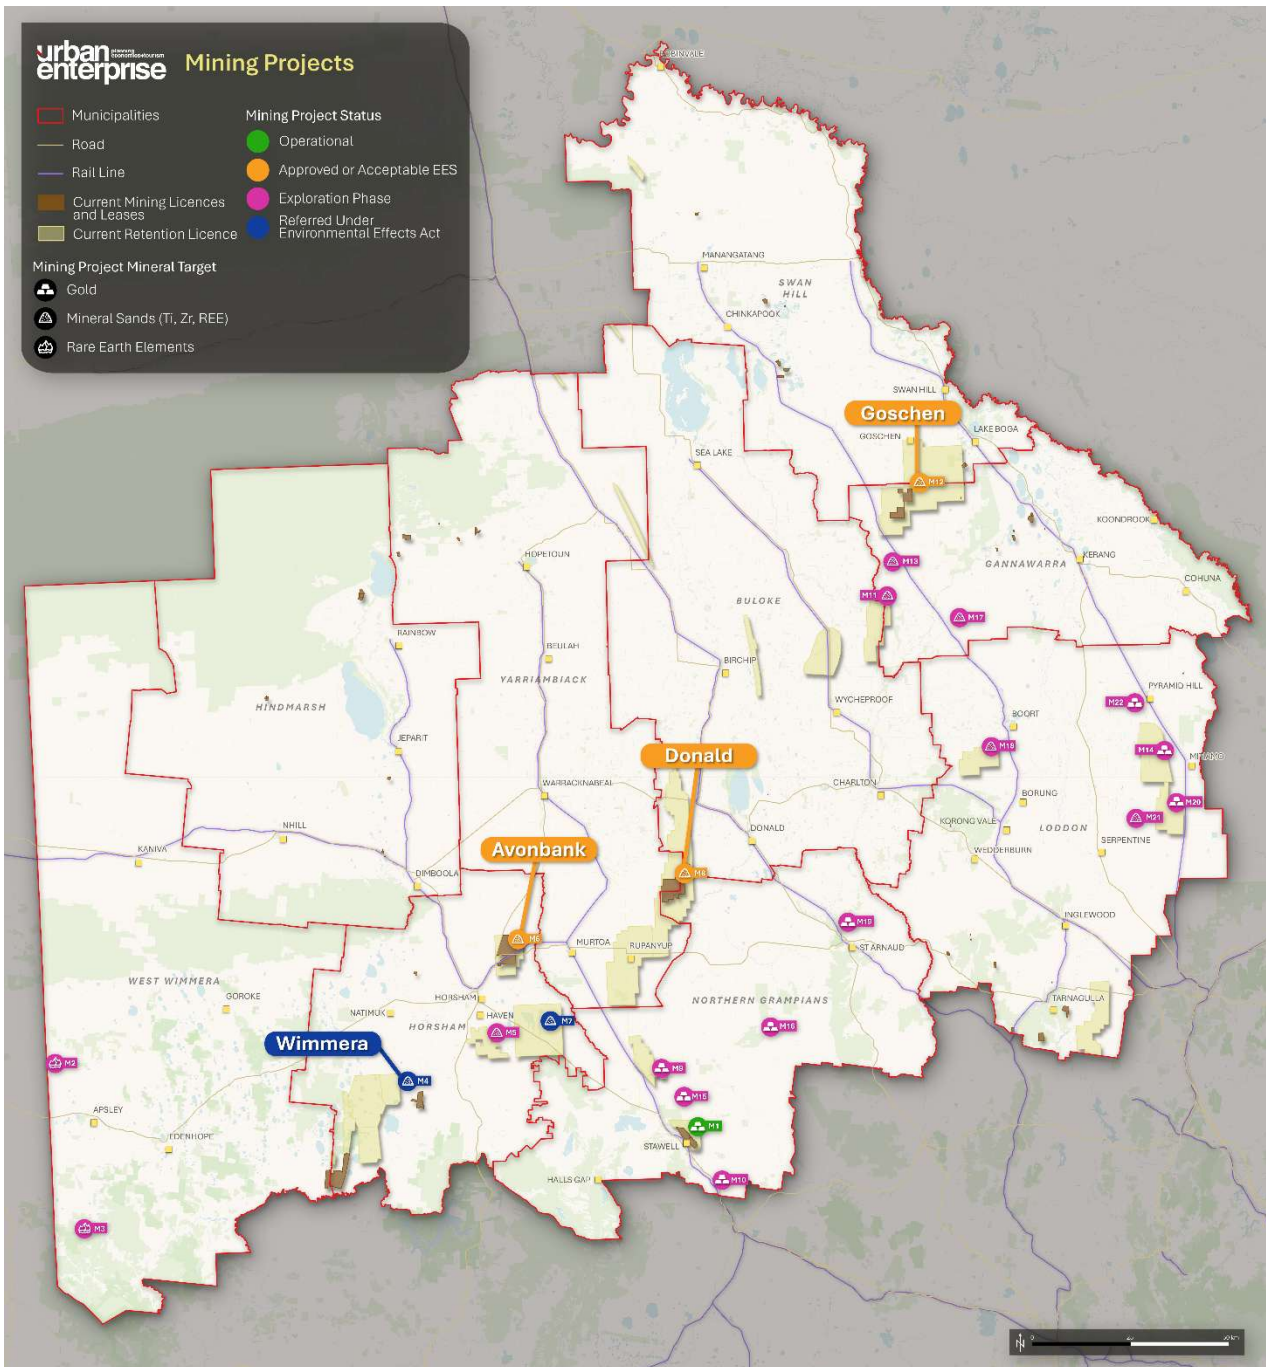 urban enterprise
planning
economics+tourism
Mining Projects
Municipalities
Road
Rail Line
Current Mining Licences
and Leases
Current Retention Licence
Mining Project Status
Operational
Approved or Acceptable EES
Exploration Phase
Referred Under
Environmental Effects Act
Mining Project Mineral Target
Gold
Mineral Sands (Ti, Zr, REE)
Rare Earth Elements
MANANGATANG
SWAN
HILL
CHINKAPOOK
SWAN HILL
Goschen
GOSCHEN
LAKE BOGA
SEA LAKE
M12
KOONDROOK
HOPETOUN
M13
GANNAWARRA
KERANG
COHUNA
M11
BULOKE
M17
RAINBOW
BEULAH
BIRCHIP
YARRIAMBIACK
PYRAMID HILL
HINDMARSH
M22
WYCHEPROOF
BOORT
JEPARIT
M14
Donald
WARRACKNABEAL
CHARLTON
BORUNG
M20
NHILL
DONALD
KORONG VALE
LODDON
M21
SERPENTINE
KANIVA
Avonbank
WEDDERBURN
DIMBOOLA
M8
INGLEWOOD
M19
M6
MURTOA
RUPANYUP
ST ARNAUD
WEST WIMMERA
GOROKE
HORSHAM
NORTHERN GRAMPIANS
TARNAGULLA
NATIMUK
HAVEN
HORSHAM
M5
M7
M16
Wimmera
M2
M9
M4
M15
APSLEY
M1
EDENHOPE
STAWELL
HALLS GAP
M10
M3
N
0